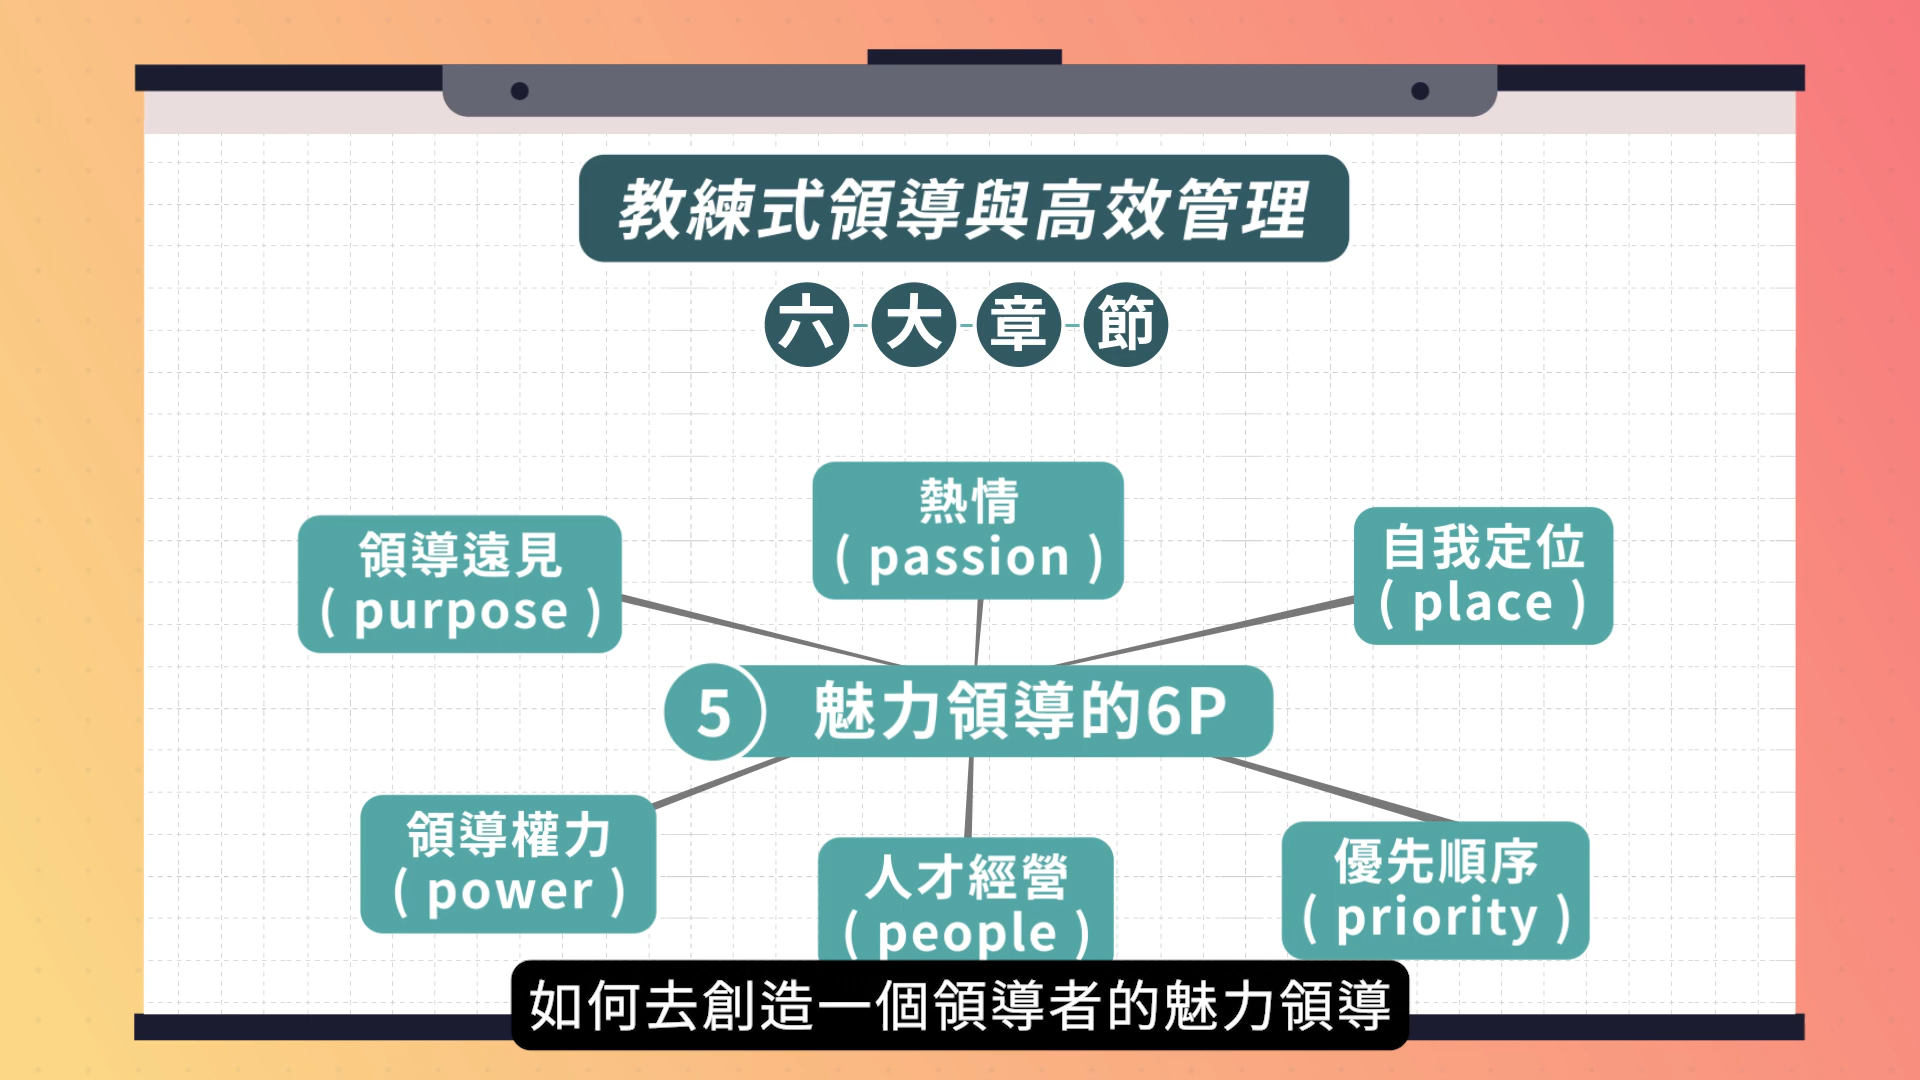 教練式領導與高效管理
六大章節
熱情
( passion )
領導遠見
( purpose )
自我定位
( place )
5 魅力領導的6P
領導權力
( power )
人才經營
( people )
優先順序
( priority )
如何去創造一個領導者的魅力領導